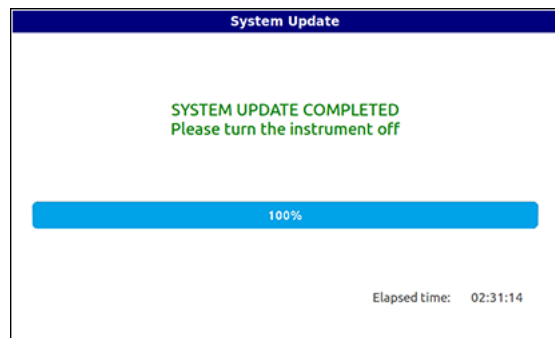 System Update
SYSTEM UPDATE COMPLETED
Please turn the instrument off
100%
Elapsed time: 02:31:14